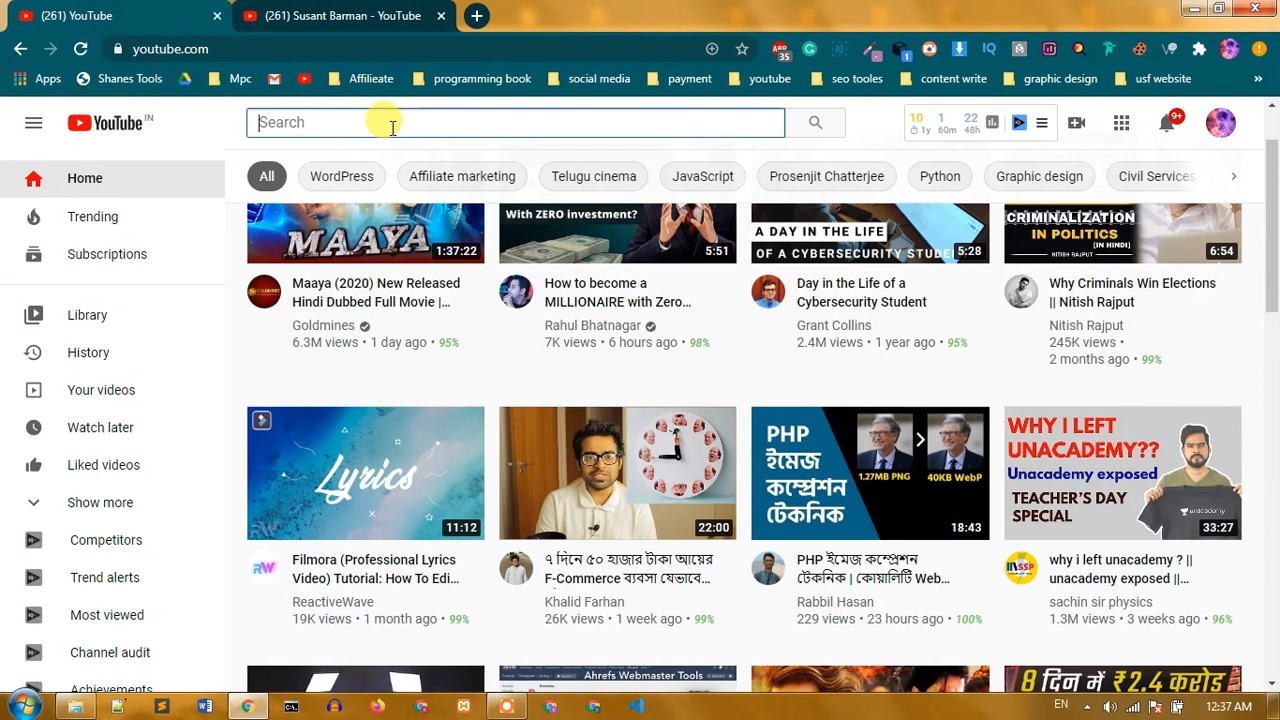 (261) YouTube
(261) Susant Barman - YouTube
youtube.com
35
1
Apps
Shanes Tools
Mpc
Affilieate
programming book
social media
payment
youtube
seo tooles
content write
graphic design
usf website
»
YouTube IN
Search
10 1 22
1y 60m 48h
9+
Home
Trending
Subscriptions
Library
History
Your videos
Watch later
Liked videos
Show more
Competitors
Trend alerts
Most viewed
Channel audit
Achievements
All
WordPress
Affiliate marketing
Telugu cinema
JavaScript
Prosenjit Chatterjee
Python
Graphic design
Civil Services
MAAYA
1:37:22
Maaya (2020) New Released
Hindi Dubbed Full Movie |...
Goldmines
6.3M views • 1 day ago • 95%
With ZERO investment?
5:51
How to become a
MILLIONAIRE with Zero...
Rahul Bhatnagar
7K views • 6 hours ago • 98%
A DAY IN THE LIFE
OF A CYBERSECURITY STUDE
5:28
Day in the Life of a
Cybersecurity Student
Grant Collins
2.4M views • 1 year ago • 95%
CRIMINALIZATION
IN POLITICS
[IN HINDI]
NITISH RAJPUT
6:54
Why Criminals Win Elections
|| Nitish Rajput
Nitish Rajput
245K views •
2 months ago • 99%
Lyrics
11:12
Filmora (Professional Lyrics
Video) Tutorial: How To Edi...
RW
ReactiveWave
19K views • 1 month ago • 99%
22:00
৭ দিনে ৫০ হাজার টাকা আয়ের
F-Commerce ব্যবসা যেভাবে...
Khalid Farhan
26K views • 1 week ago • 99%
PHP
ইমেজ
কম্প্রেশন
টেকনিক
1.27MB PNG
40KB WebP
18:43
PHP ইমেজ কম্প্রেশন
টেকনিক | কোয়ালিটি Web...
Rabbil Hasan
229 views • 23 hours ago • 100%
WHY I LEFT
UNACADEMY??
Unacademy exposed
TEACHER'S DAY
SPECIAL
unacademy
33:27
why i left unacademy ? ||
unacademy exposed ||...
sachin sir physics
1.3M views • 3 weeks ago • 96%
Ahrefs Webmaster Tools
8 दिन में ₹2.4 करोड़
EN
12:37 AM